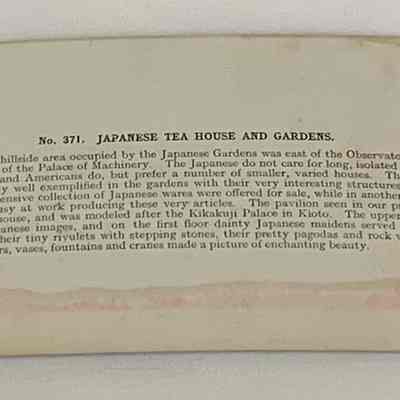 No. 371. JAPANESE TEA HOUSE AND GARDENS.
hillside area occupied by the Japanese Gardens was east of the Observato
of the Palace of Machinery. The Japanese do not care for long, isolated
and Americans do, but prefer a number of smaller, varied houses. Th
y well exemplified in the gardens with their very interesting structures
ensive collection of Japanese wares were offered for sale, while in another
usy at work producing these very articles. The pavilion seen in our p
ouse, and was modeled after the Kikakuji Palace in Kioto. The upper
anese images, and on the first floor dainty Japanese maidens served
heir tiny rivulets with stepping stones, their pretty pagodas and rock
rs, vases, fountains and cranes made a picture of enchanting beauty.